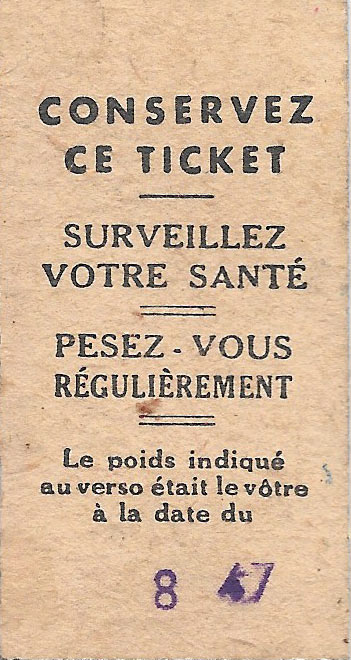 CONSERVEZ
CE TICKET
SURVEILLEZ
VOTRE SANTÉ
PESEZ-VOUS
RÉGULIÈREMENT
Le poids indiqué
au verso était le vôtre
à la date du
8 47